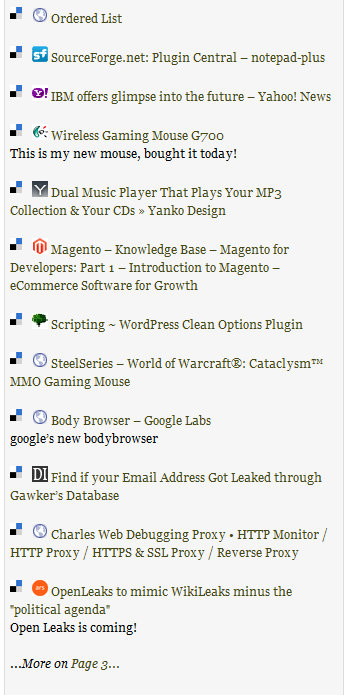 Ordered List
SourceForge.net: Plugin Central – notepad-plus
IBM offers glimpse into the future – Yahoo! News
Wireless Gaming Mouse G700
This is my new mouse, bought it today!
Dual Music Player That Plays Your MP3
Collection & Your CDs » Yanko Design
Magento – Knowledge Base – Magento for
Developers: Part 1 – Introduction to Magento –
eCommerce Software for Growth
Scripting ~ WordPress Clean Options Plugin
SteelSeries – World of Warcraft®: Cataclysm™
MMO Gaming Mouse
Body Browser – Google Labs
google's new bodybrowser
DI Find if your Email Address Got Leaked through
Gawker's Database
Charles Web Debugging Proxy • HTTP Monitor /
HTTP Proxy / HTTPS & SSL Proxy / Reverse Proxy
ars OpenLeaks to mimic WikiLeaks minus the
"political agenda"
Open Leaks is coming!
...More on Page 3...